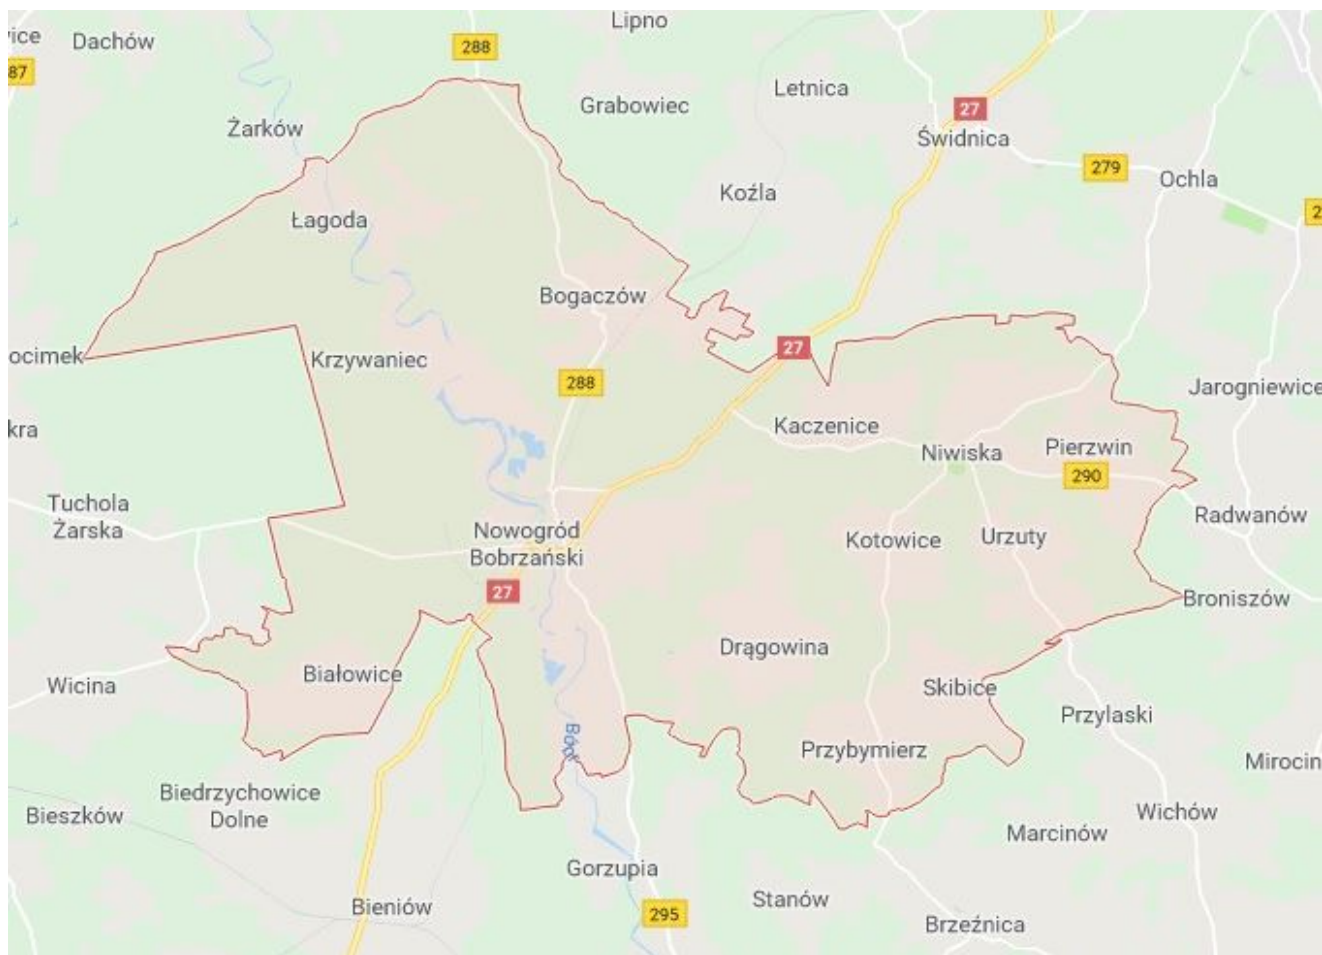 Lipno
ice
Dachów
288
87
Letnica
Grabowiec
27
Żarków
Świdnica
279
Ochla
Koźla
2
Łagoda
Bogaczów
27
ocimek
Krzywaniec
288
Jarogniewice
kra
Kaczenice
Niwiska
Pierzwin
290
Tuchola
Żarska
Radwanów
Nowogród
Bobrzański
Kotowice
Urzuty
27
Broniszów
Drągowina
Białowice
Wicina
Skibice
Przylaski
Bóbr
Przybymierz
Mirocin
Biedrzychowice
Dolne
Bieszków
Wichów
Marcinów
Gorzupia
Stanów
Bieniów
295
Brzeźnica